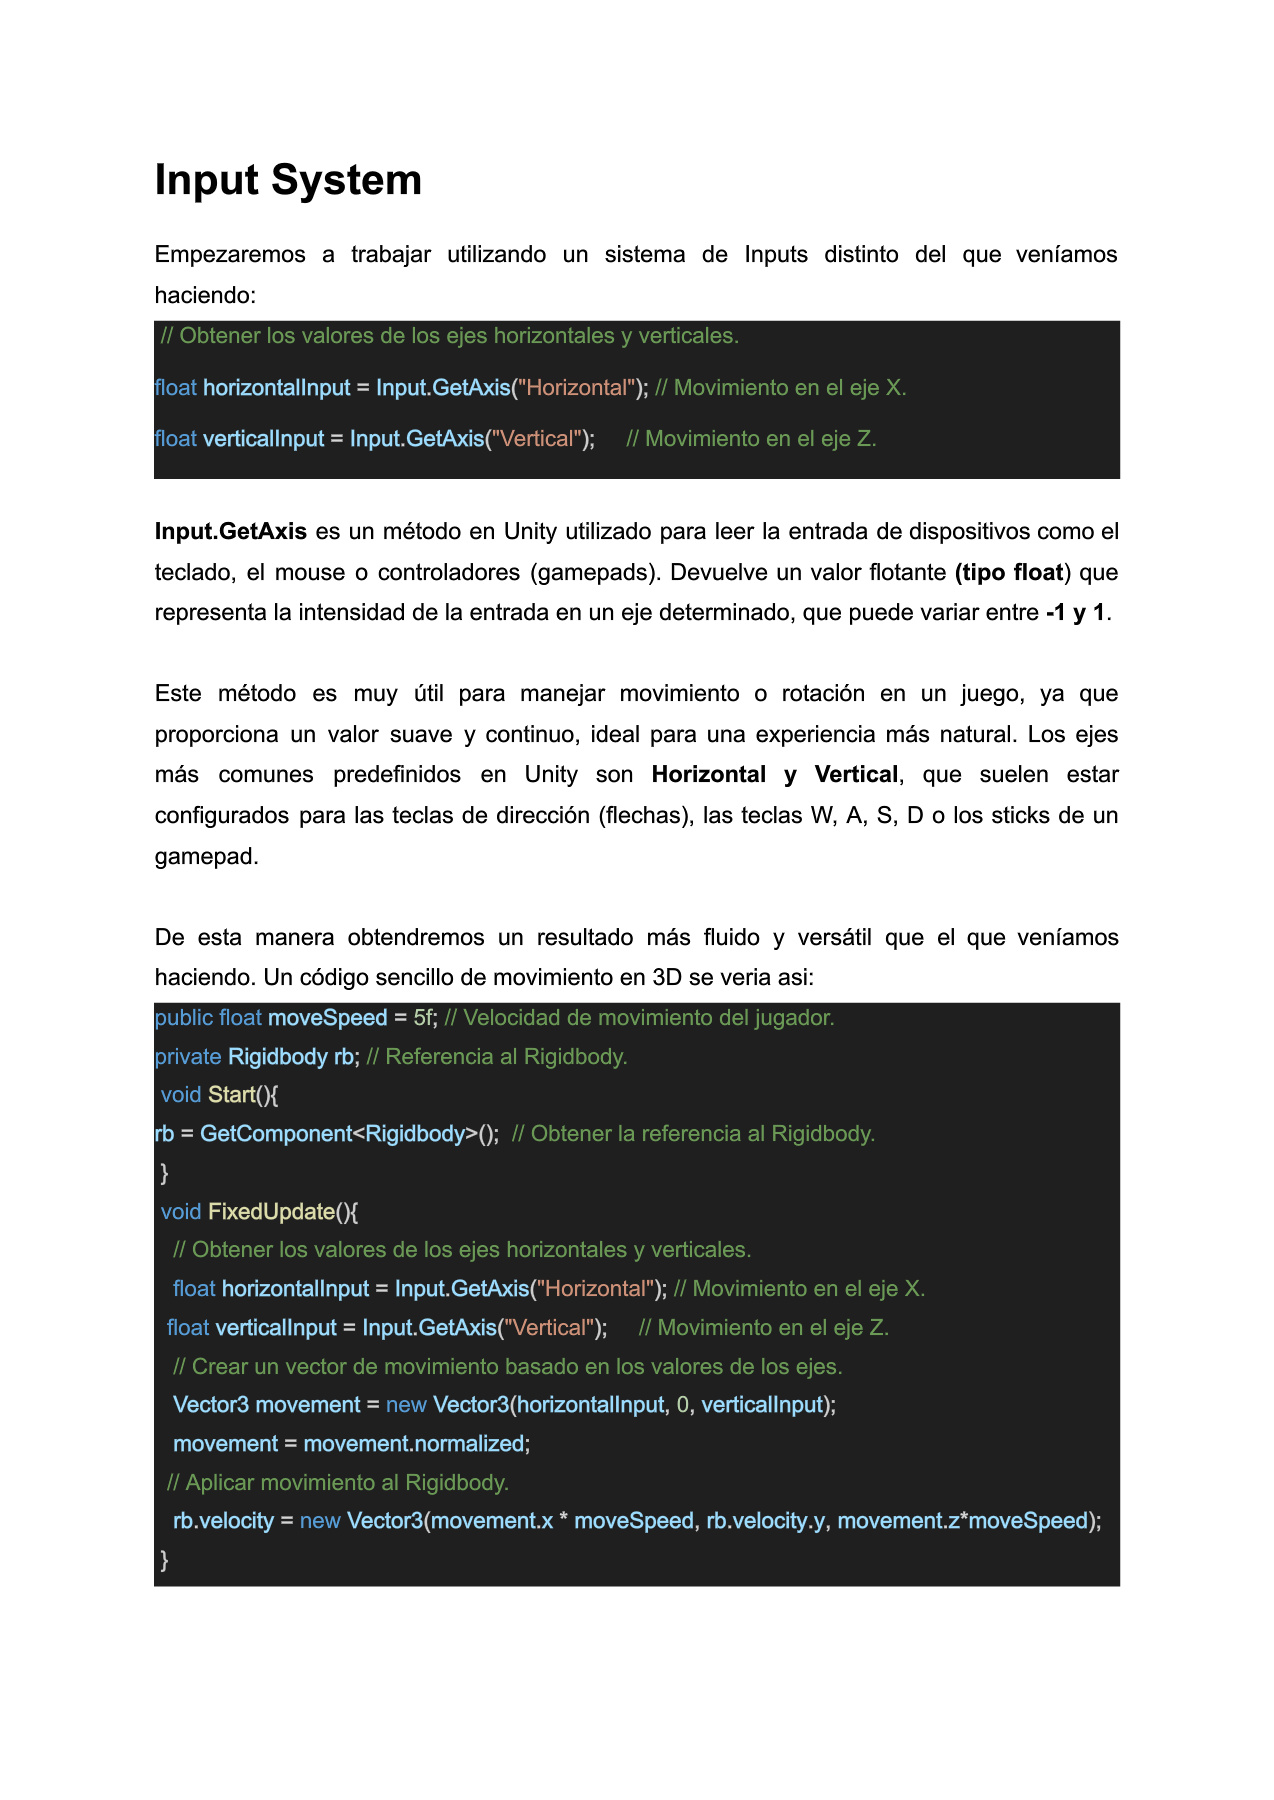 Input System
Empezaremos a trabajar utilizando un sistema de Inputs distinto del que veníamos
haciendo:
// Obtener los valores de los ejes horizontales y verticales.
float horizontalInput = Input.GetAxis("Horizontal"); // Movimiento en el eje X.
float verticalInput = Input.GetAxis("Vertical");     // Movimiento en el eje Z.
Input.GetAxis es un método en Unity utilizado para leer la entrada de dispositivos como el
teclado, el mouse o controladores (gamepads). Devuelve un valor flotante (tipo float) que
representa la intensidad de la entrada en un eje determinado, que puede variar entre -1 y 1.
Este método es muy útil para manejar movimiento o rotación en un juego, ya que
proporciona un valor suave y continuo, ideal para una experiencia más natural. Los ejes
más comunes predefinidos en Unity son Horizontal y Vertical, que suelen estar
configurados para las teclas de dirección (flechas), las teclas W, A, S, D o los sticks de un
gamepad.
De esta manera obtendremos un resultado más fluido y versátil que el que veníamos
haciendo. Un código sencillo de movimiento en 3D se veria asi:
public float moveSpeed = 5f; // Velocidad de movimiento del jugador.
private Rigidbody rb; // Referencia al Rigidbody.
void Start(){
rb = GetComponent<Rigidbody>();  // Obtener la referencia al Rigidbody.
}
void FixedUpdate(){
// Obtener los valores de los ejes horizontales y verticales.
float horizontalInput = Input.GetAxis("Horizontal"); // Movimiento en el eje X.
float verticalInput = Input.GetAxis("Vertical");     // Movimiento en el eje Z.
// Crear un vector de movimiento basado en los valores de los ejes.
Vector3 movement = new Vector3(horizontalInput, 0, verticalInput);
movement = movement.normalized;
// Aplicar movimiento al Rigidbody.
rb.velocity = new Vector3(movement.x * moveSpeed, rb.velocity.y, movement.z*moveSpeed);
}